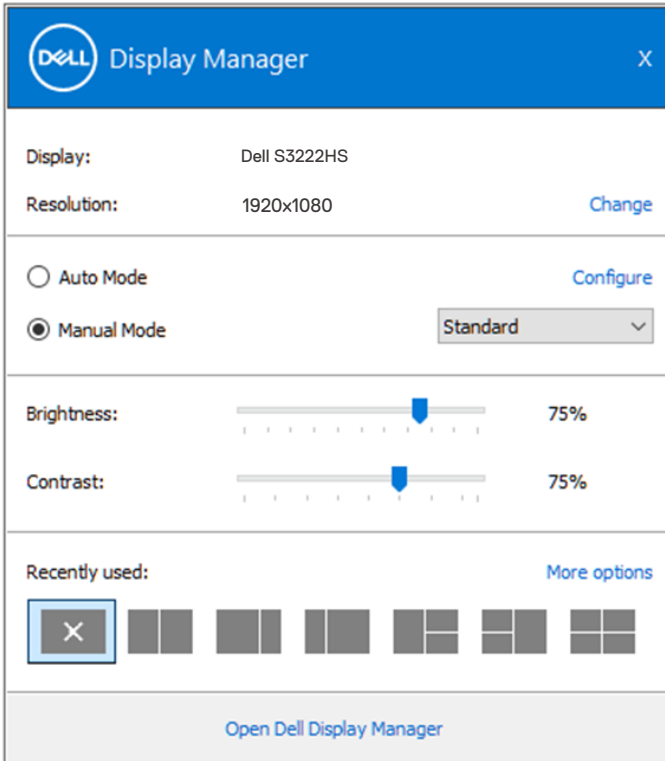 DELL Display Manager X
Display: Dell S3222HS
Resolution: 1920x1080 Change
Auto Mode Configure
Manual Mode Standard
Brightness: 75%
Contrast: 75%
Recently used: More options
Open Dell Display Manager